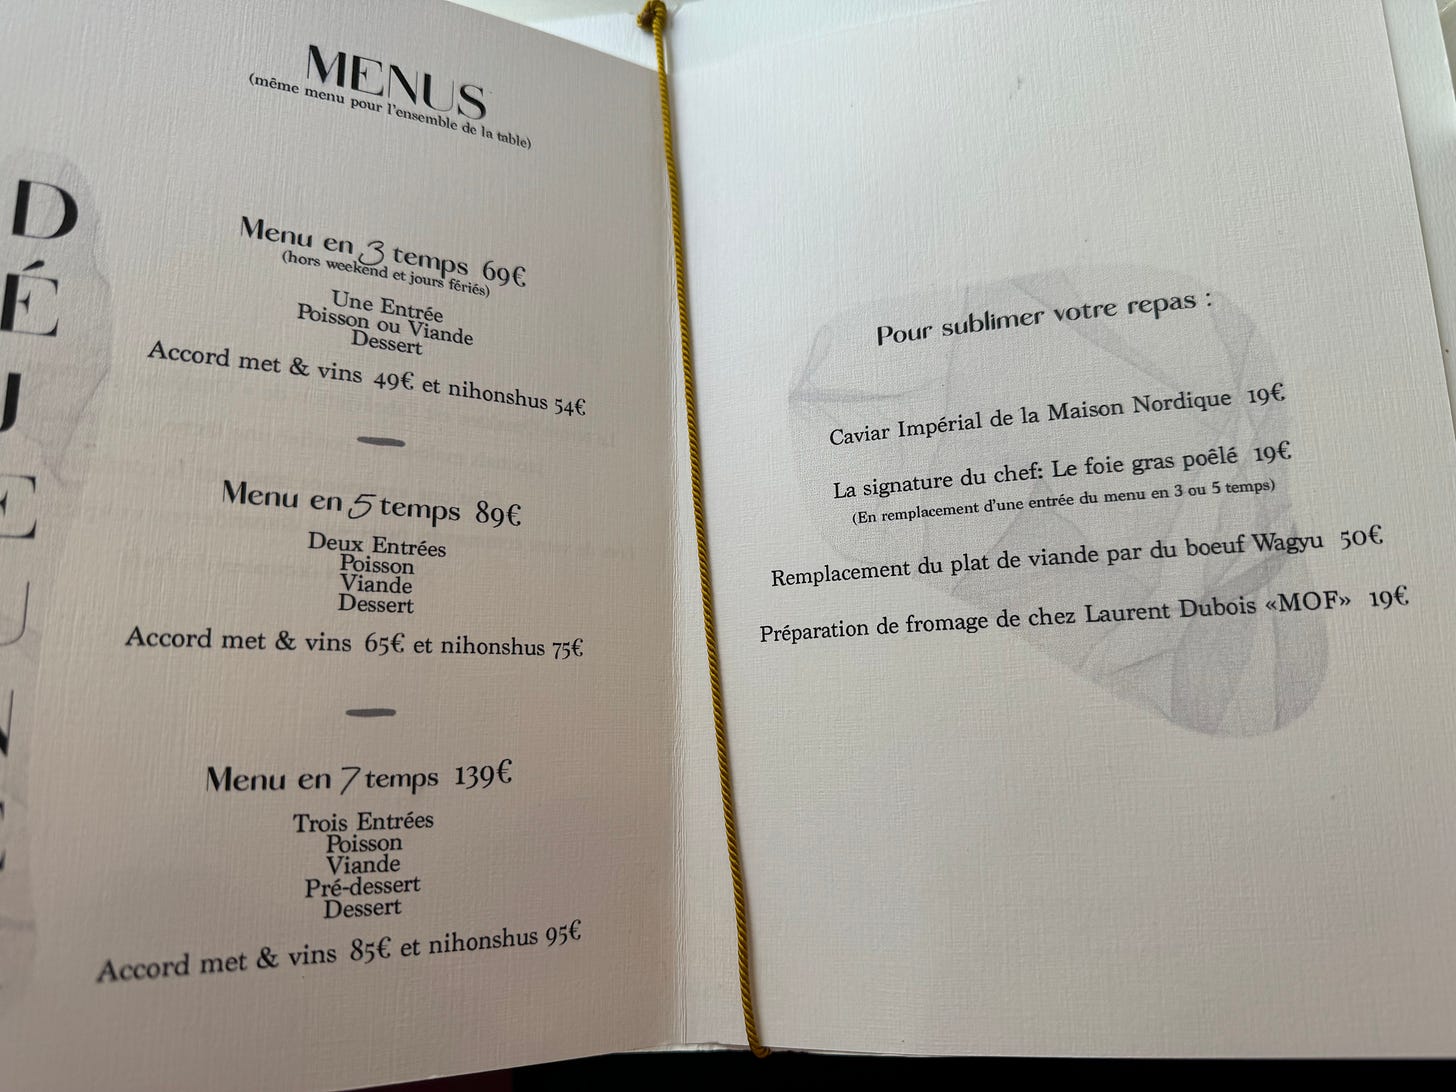 DÉJEUNE
MENUS
(même menu pour l'ensemble de la table)
Menu en 3 temps 69€
(hors weekend et jours fériés)
Une Entrée
Poisson ou Viande
Dessert
Accord met & vins 49€ et nihonshus 54€
Menu en 5 temps 89€
Deux Entrées
Poisson
Viande
Dessert
Accord met & vins 65€ et nihonshus 75€
Menu en 7 temps 139€
Trois Entrées
Poisson
Viande
Pré-dessert
Dessert
Accord met & vins 85€ et nihonshus 95€
Pour sublimer votre repas :
Caviar Impérial de la Maison Nordique 19€
La signature du chef: Le foie gras poêlé 19€
(En remplacement d'une entrée du menu en 3 ou 5 temps)
Remplacement du plat de viande par du boeuf Wagyu 50€
Préparation de fromage de chez Laurent Dubois «MOF» 19€